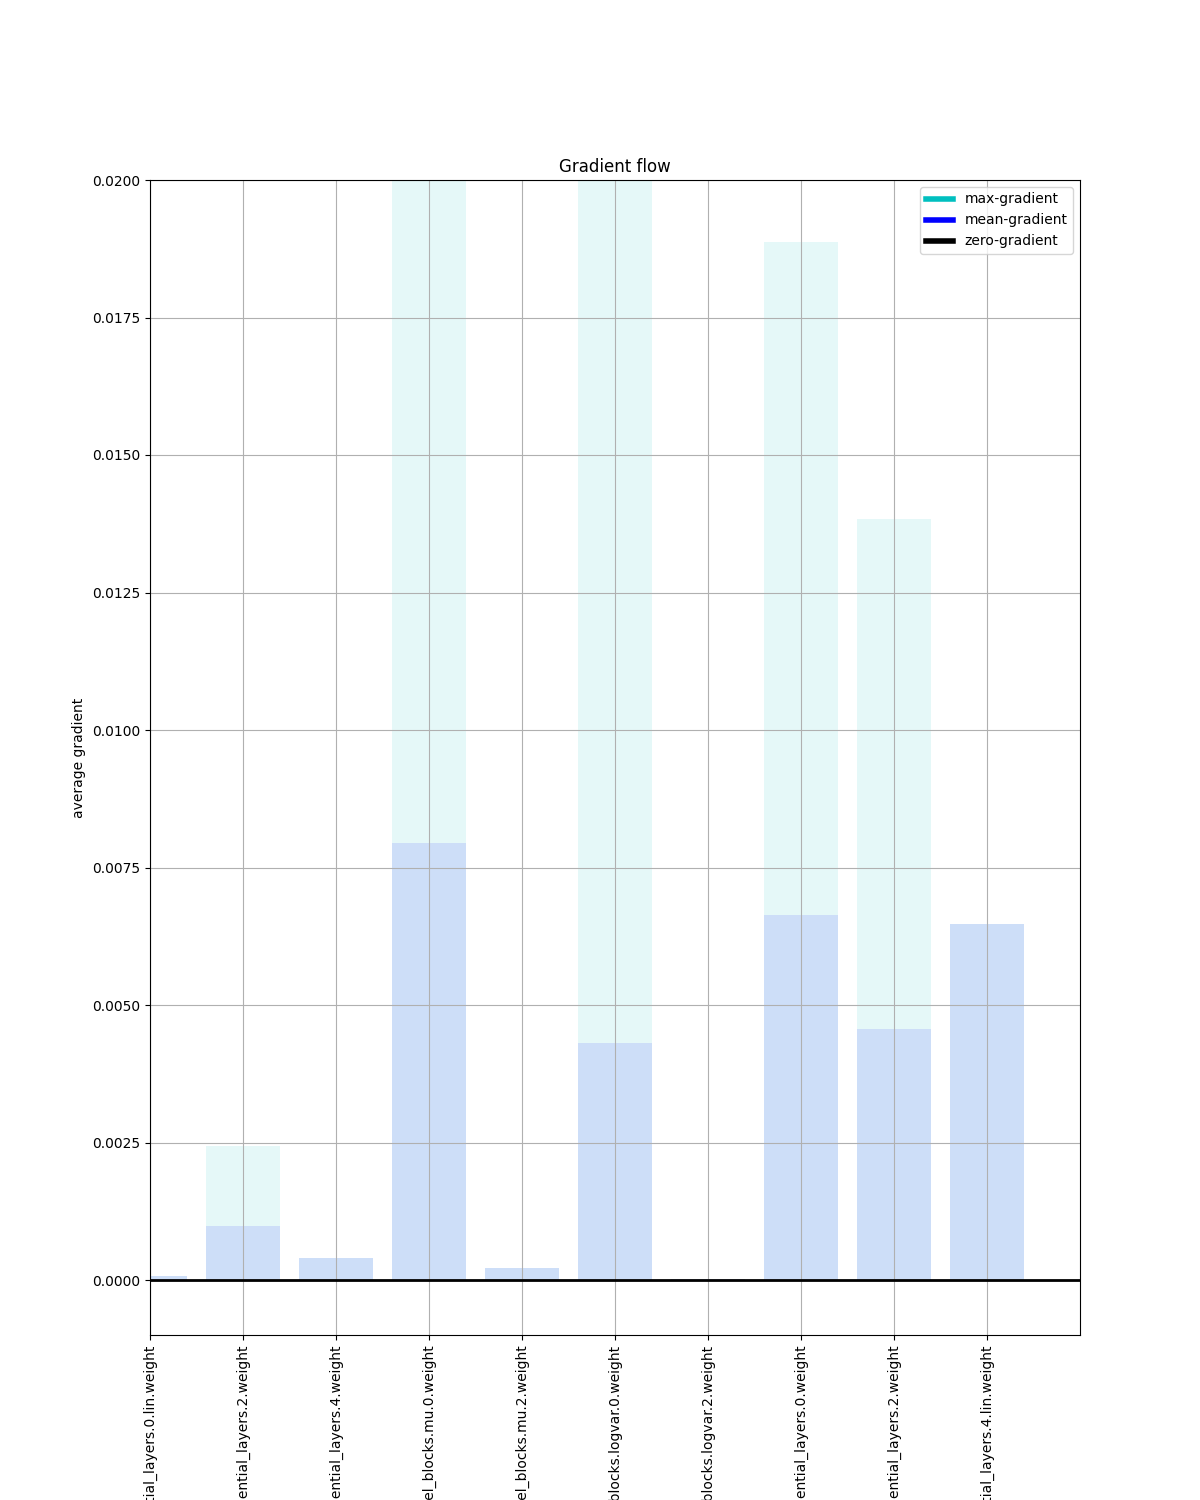 Gradient flow
max-gradient
mean-gradient
zero-gradient
0.0200
0.0175
0.0150
0.0125
0.0100
0.0075
0.0050
0.0025
0.0000
average gradient
tial_layers.0.lin.weight
ential_layers.2.weight
ential_layers.4.weight
el_blocks.mu.0.weight
el_blocks.mu.2.weight
blocks.logvar.0.weight
blocks.logvar.2.weight
ential_layers.0.weight
ential_layers.2.weight
tial_layers.4.lin.weight